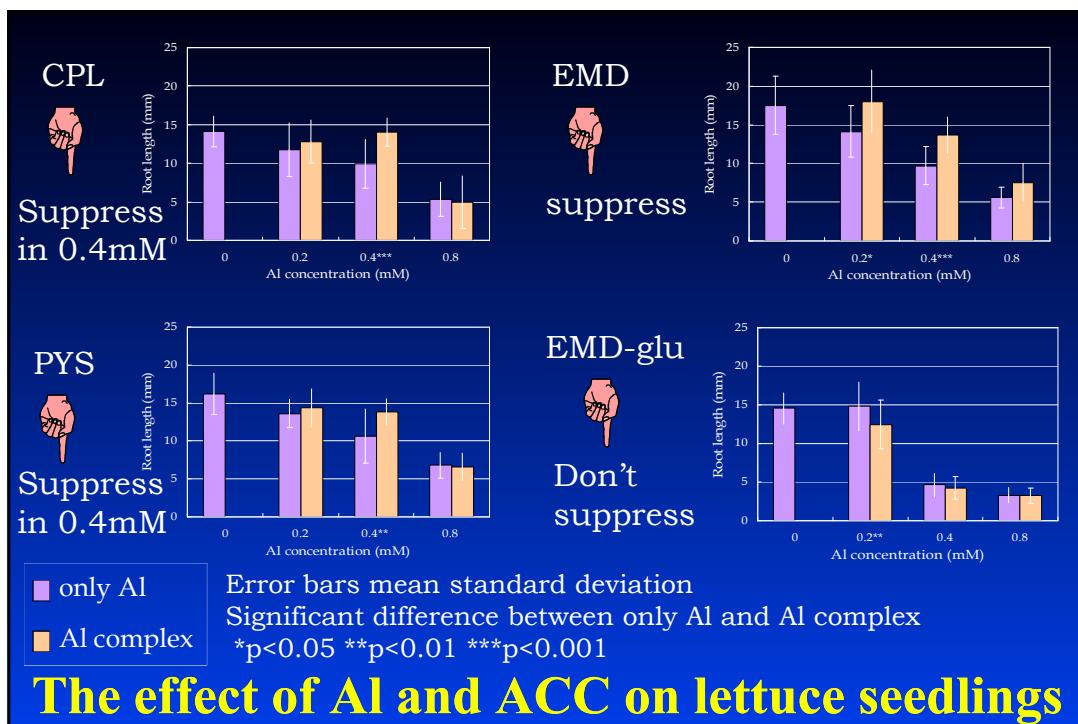 CPL
Suppress
in 0.4mM
25
20
15
10
5
0
Root length (mm)
0 0.2 0.4*** 0.8
Al concentration (mM)
EMD
suppress
25
20
15
10
5
0
Root length (mm)
0 0.2* 0.4*** 0.8
Al concentration (mM)
PYS
Suppress
in 0.4mM
25
20
15
10
5
0
Root length (mm)
0 0.2 0.4** 0.8
Al concentration (mM)
EMD-glu
Don't
suppress
25
20
15
10
5
0
Root length (mm)
0 0.2** 0.4 0.8
Al concentration (mM)
only Al
Al complex
Error bars mean standard deviation
Significant difference between only Al and Al complex
*p<0.05 **p<0.01 ***p<0.001
The effect of Al and ACC on lettuce seedlings